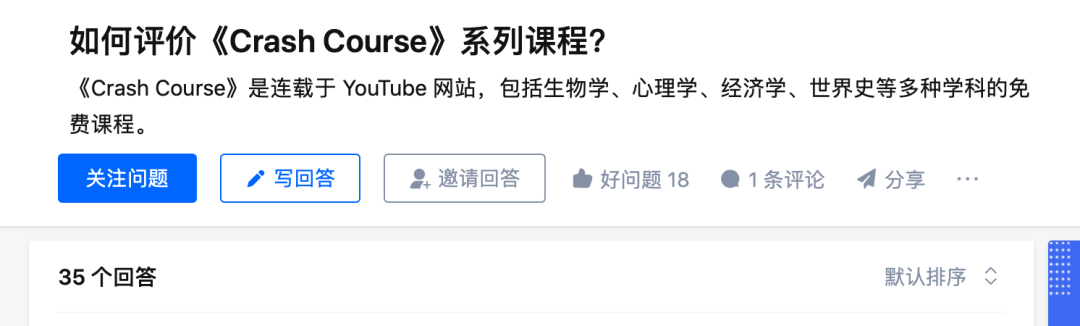 如何评价《Crash Course》系列课程？
《Crash Course》是连载于 YouTube 网站，包括生物学、心理学、经济学、世界史等多种学科的免
费课程。
关注问题 写回答 邀请回答 好问题 18 1 条评论 分享 ···
35 个回答 默认排序